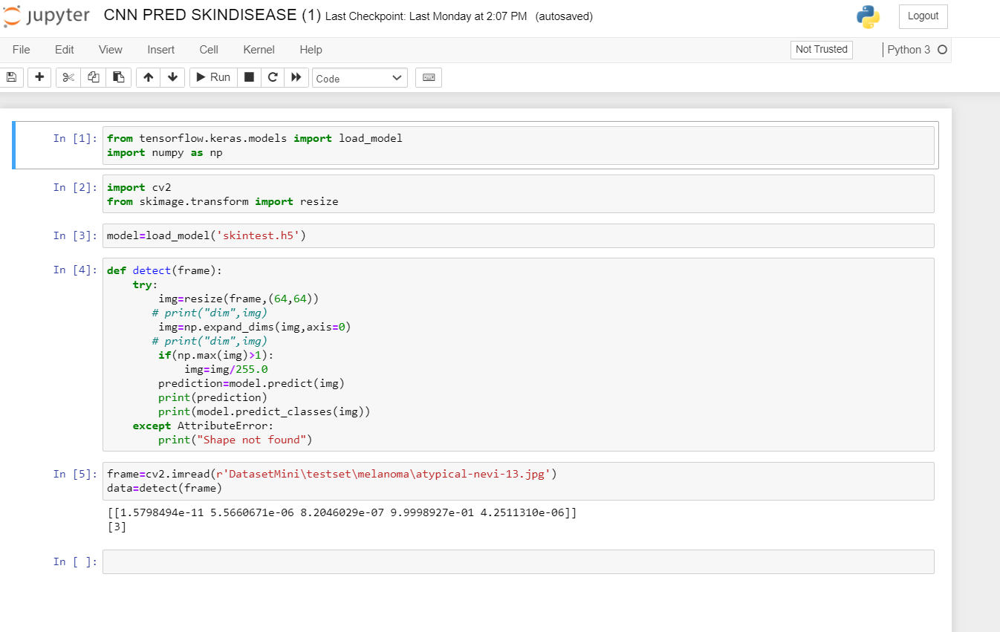 jupyter CNN PRED SKINDISEASE (1) Last Checkpoint: Last Monday at 2:07 PM (autosaved) Logout
File Edit View Insert Cell Kernel Help Not Trusted Python 3
Run Code
In [1]: from tensorflow.keras.models import load_model
import numpy as np
In [2]: import cv2
from skimage.transform import resize
In [3]: model=load_model('skintest.h5')
In [4]: def detect(frame):
    try:
        img=resize(frame,(64,64))
       # print("dim",img)
        img=np.expand_dims(img,axis=0)
       # print("dim",img)
        if(np.max(img)>1):
            img=img/255.0
        prediction=model.predict(img)
        print(prediction)
        print(model.predict_classes(img))
    except AttributeError:
        print("Shape not found")
In [5]: frame=cv2.imread(r'DatasetMini\testset\melanoma\atypical-nevi-13.jpg')
data=detect(frame)
[[1.5798494e-11 5.5660671e-06 8.2046029e-07 9.9998927e-01 4.2511310e-06]]
[3]
In [ ]: